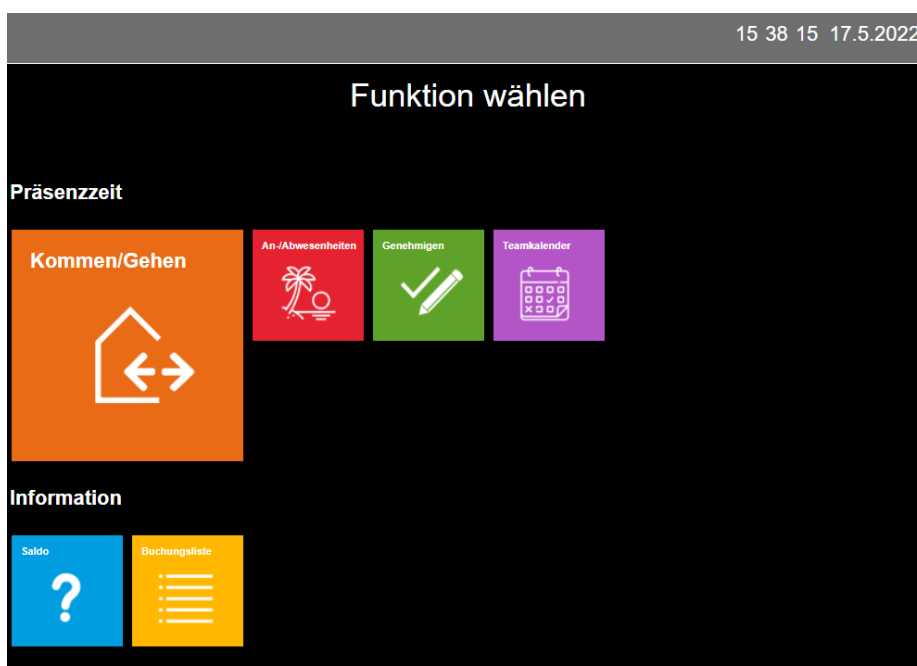 15 38 15 17.5.2022
Funktion wählen
Präsenzzeit
Kommen/Gehen
An-/Abwesenheiten
Genehmigen
Teamkalender
Information
Saldo
?
Buchungsliste